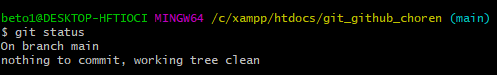 beto1@DESKTOP-HFTIOCI MINGW64 /c/xampp/htdocs/git_github_choren (main)
$ git status
On branch main
nothing to commit, working tree clean